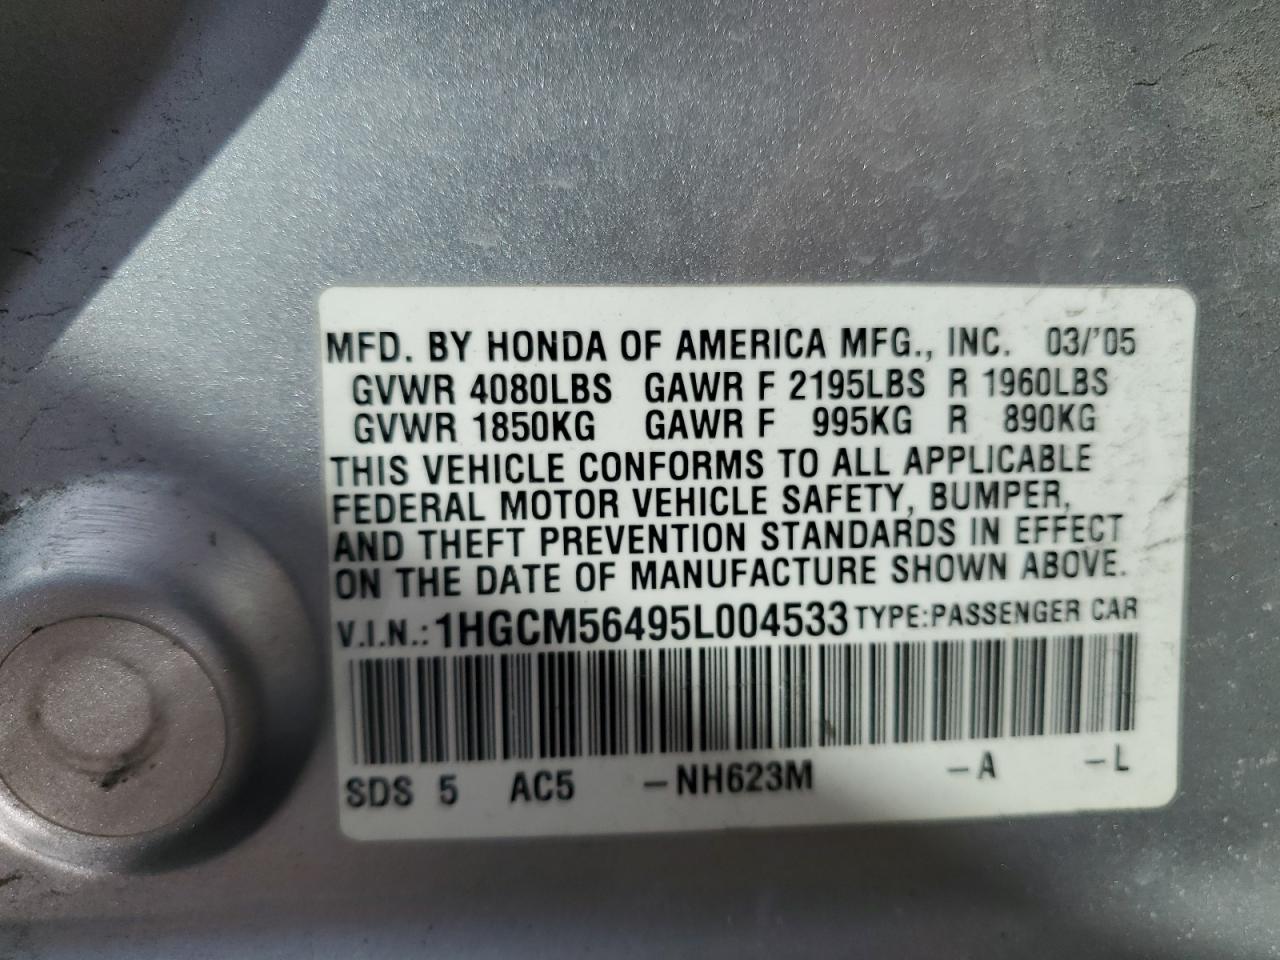 MFD. BY HONDA OF AMERICA MFG., INC. 03/'05
GVWR 4080LBS GAWR F 2195LBS R 1960LBS
GVWR 1850KG GAWR F 995KG R 890KG
THIS VEHICLE CONFORMS TO ALL APPLICABLE
FEDERAL MOTOR VEHICLE SAFETY, BUMPER,
AND THEFT PREVENTION STANDARDS IN EFFECT
ON THE DATE OF MANUFACTURE SHOWN ABOVE.
V.I.N.: 1HGCM56495L004533 TYPE:PASSENGER CAR
SDS 5 AC5 -NH623M -A -L